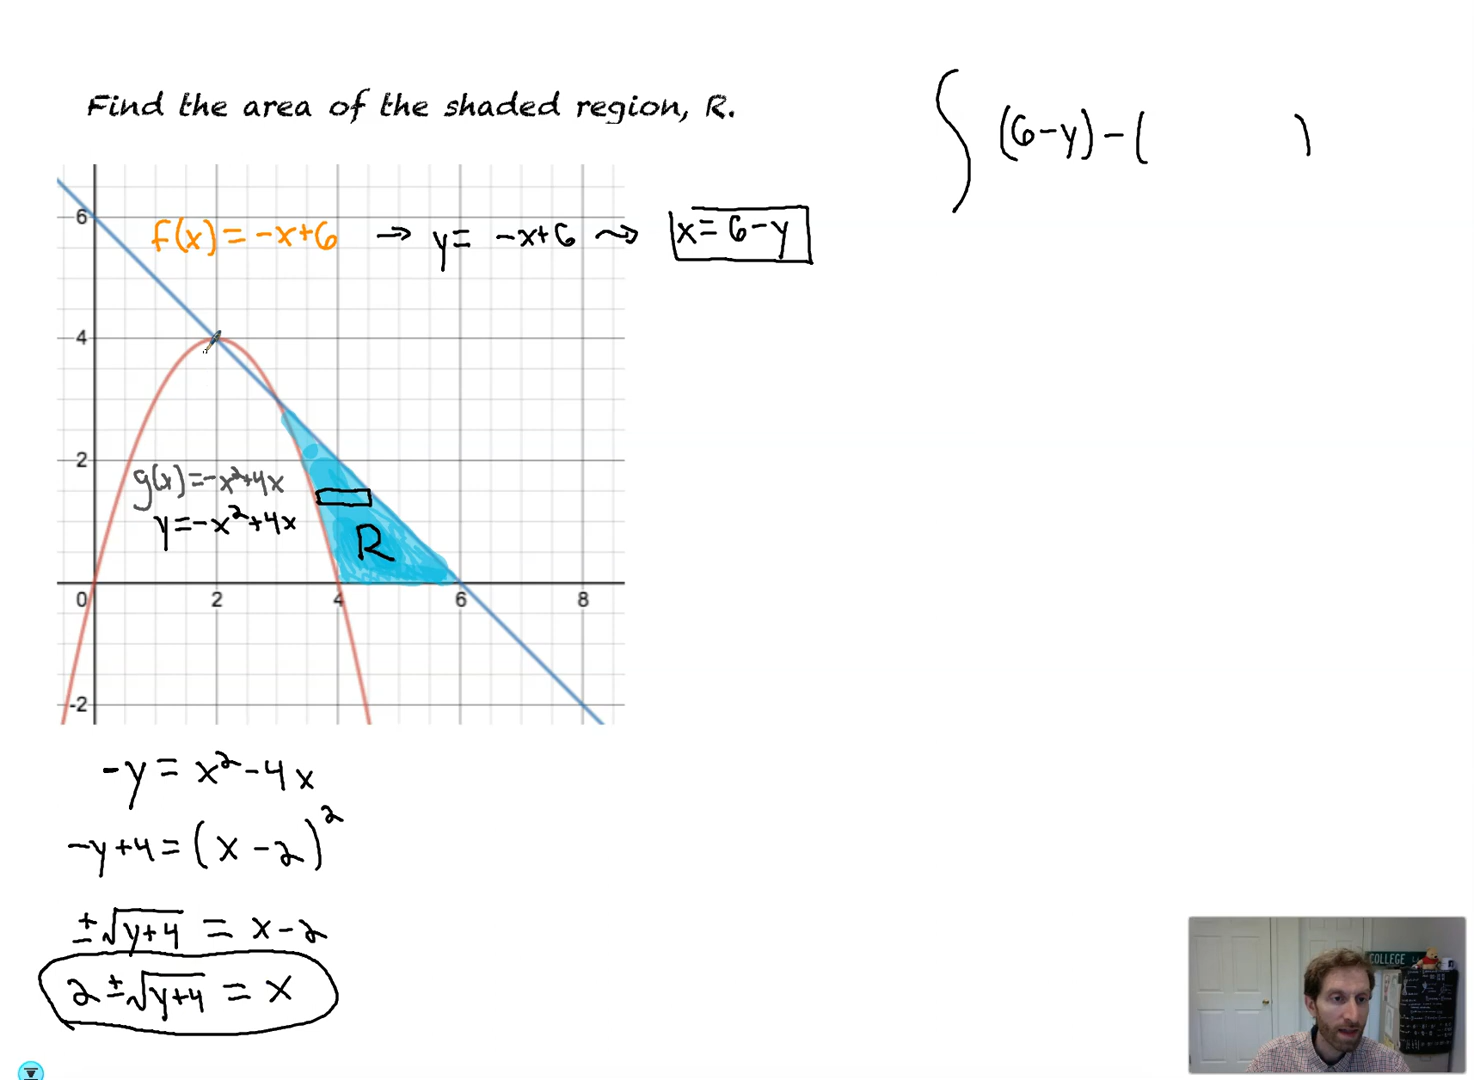 Find the area of the shaded region, R.
∫ (6-y)-( )
6
f(x)=-x+6 → y= -x+6 ⤳ x=6-y
4
2
g(x)=-x²+4x
y=-x²+4x
R
0 2 4 6 8
-2
-y = x²-4x
-y+4=(x-2)²
±√y+4 = x-2
2±√y+4 = x
COLLEGE